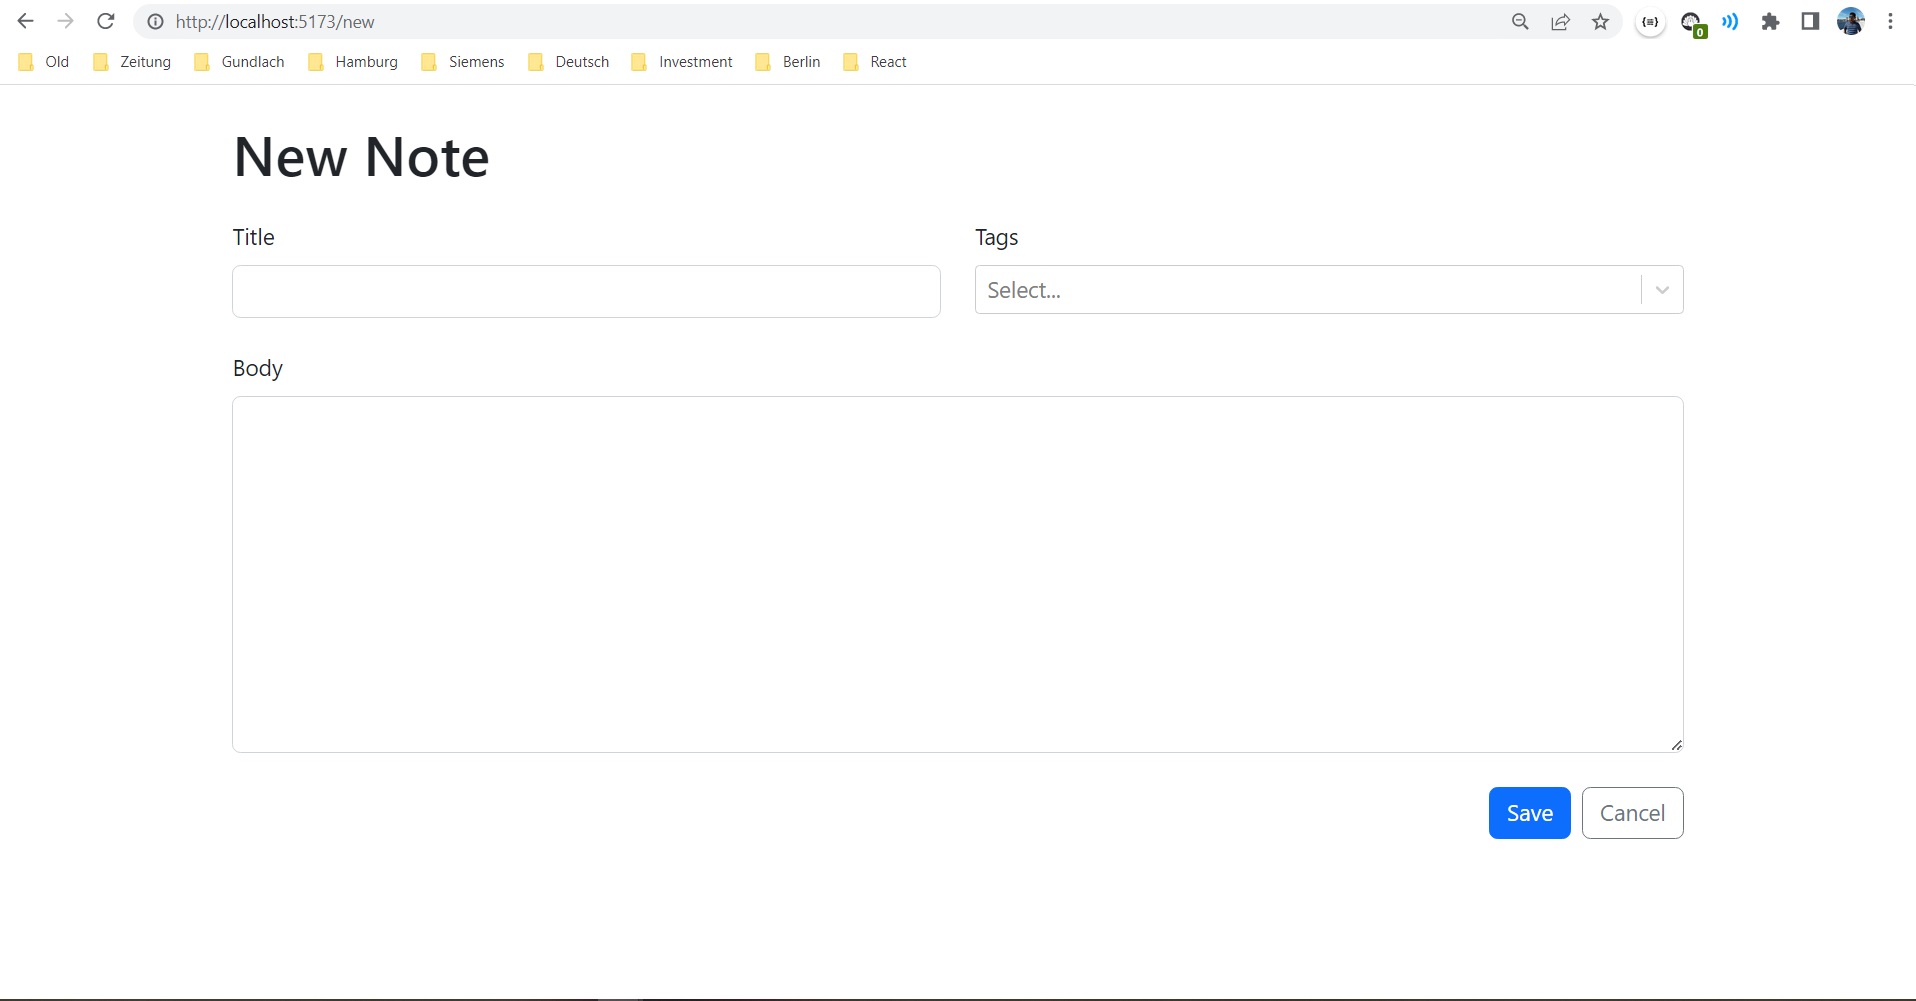 http://localhost:5173/new
0
Old Zeitung Gundlach Hamburg Siemens Deutsch Investment Berlin React
New Note
Title Tags
Select...
Body
Save Cancel